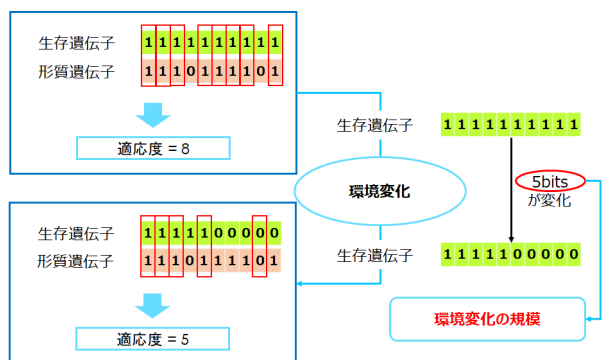 生存遺伝子 1 1 1 1 1 1 1 1 1 1
形質遺伝子 1 1 1 0 1 1 1 1 0 1
適応度 = 8
生存遺伝子 1 1 1 1 1 0 0 0 0 0
形質遺伝子 1 1 1 0 1 1 1 1 0 1
適応度 = 5
生存遺伝子
環境変化
生存遺伝子
1 1 1 1 1 1 1 1 1 1
5bits
が変化
1 1 1 1 1 0 0 0 0 0
環境変化の規模